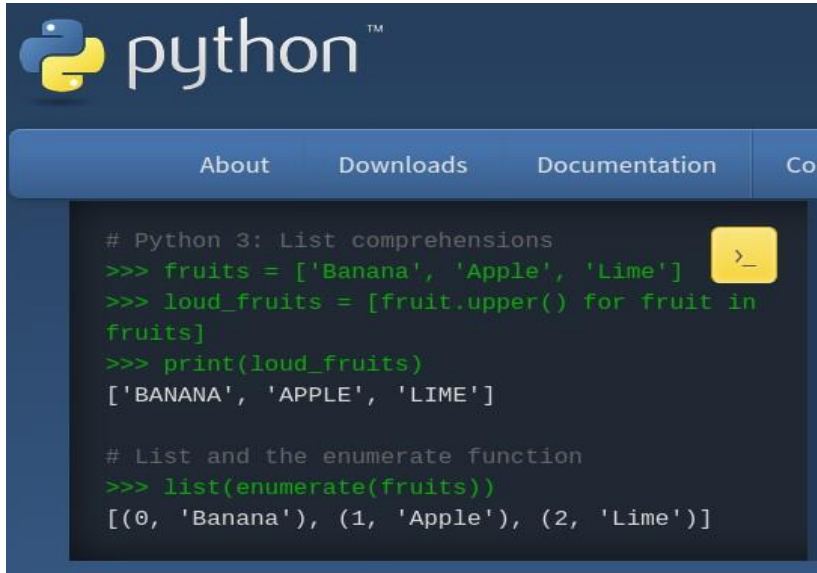 python™
About Downloads Documentation Co
# Python 3: List comprehensions
>>> fruits = ['Banana', 'Apple', 'Lime']
>_
>>> loud_fruits = [fruit.upper() for fruit in
fruits]
>>> print(loud_fruits)
['BANANA', 'APPLE', 'LIME']
# List and the enumerate function
>>> list(enumerate(fruits))
[(0, 'Banana'), (1, 'Apple'), (2, 'Lime')]